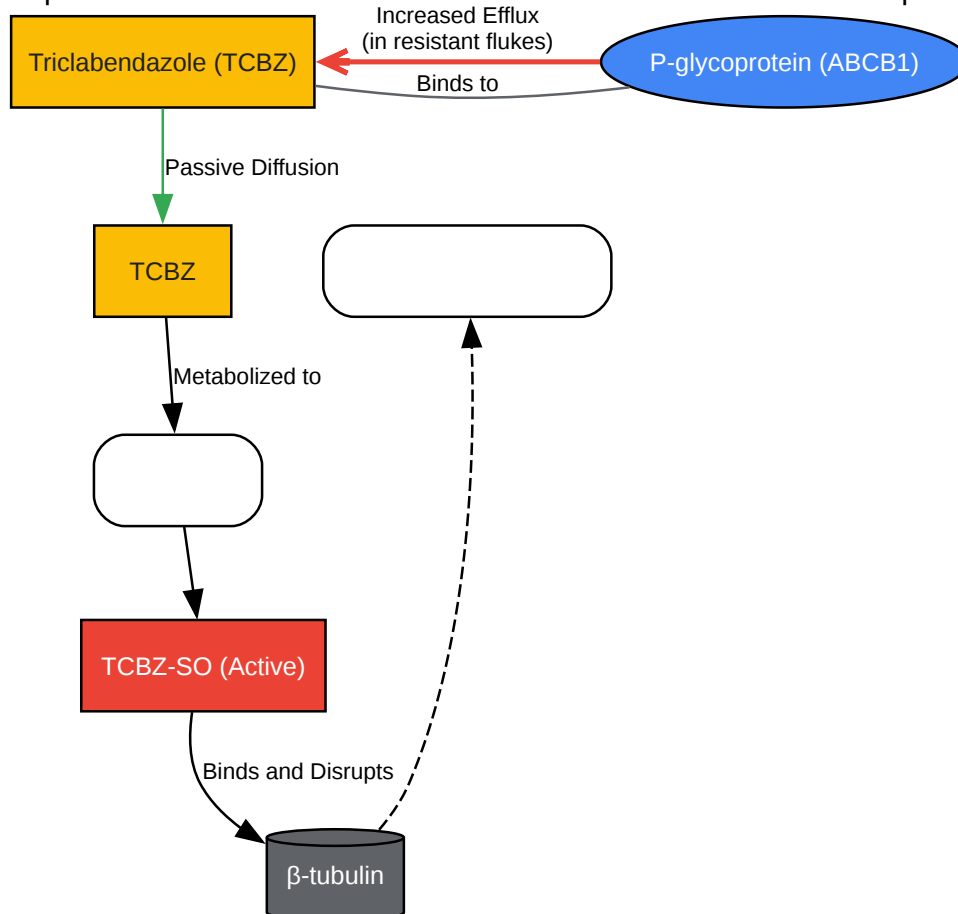 Increased Efflux
(in resistant flukes)
Triclabendazole (TCBZ)
P-glycoprotein (ABCB1)
Binds to
Passive Diffusion
TCBZ
Metabolized to
TCBZ-SO (Active)
Binds and Disrupts
β-tubulin